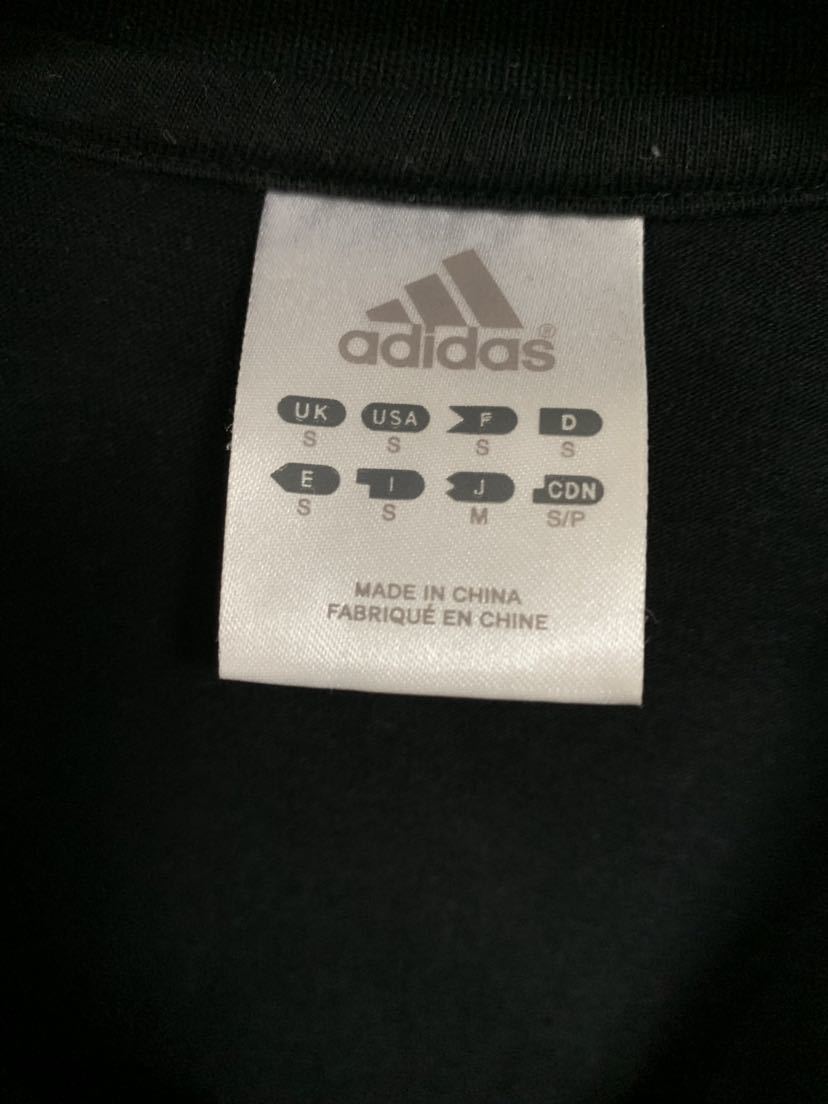 adidas®
UK USA F D
S S S S
E I J CDN
S S M S/P
MADE IN CHINA
FABRIQUÉ EN CHINE